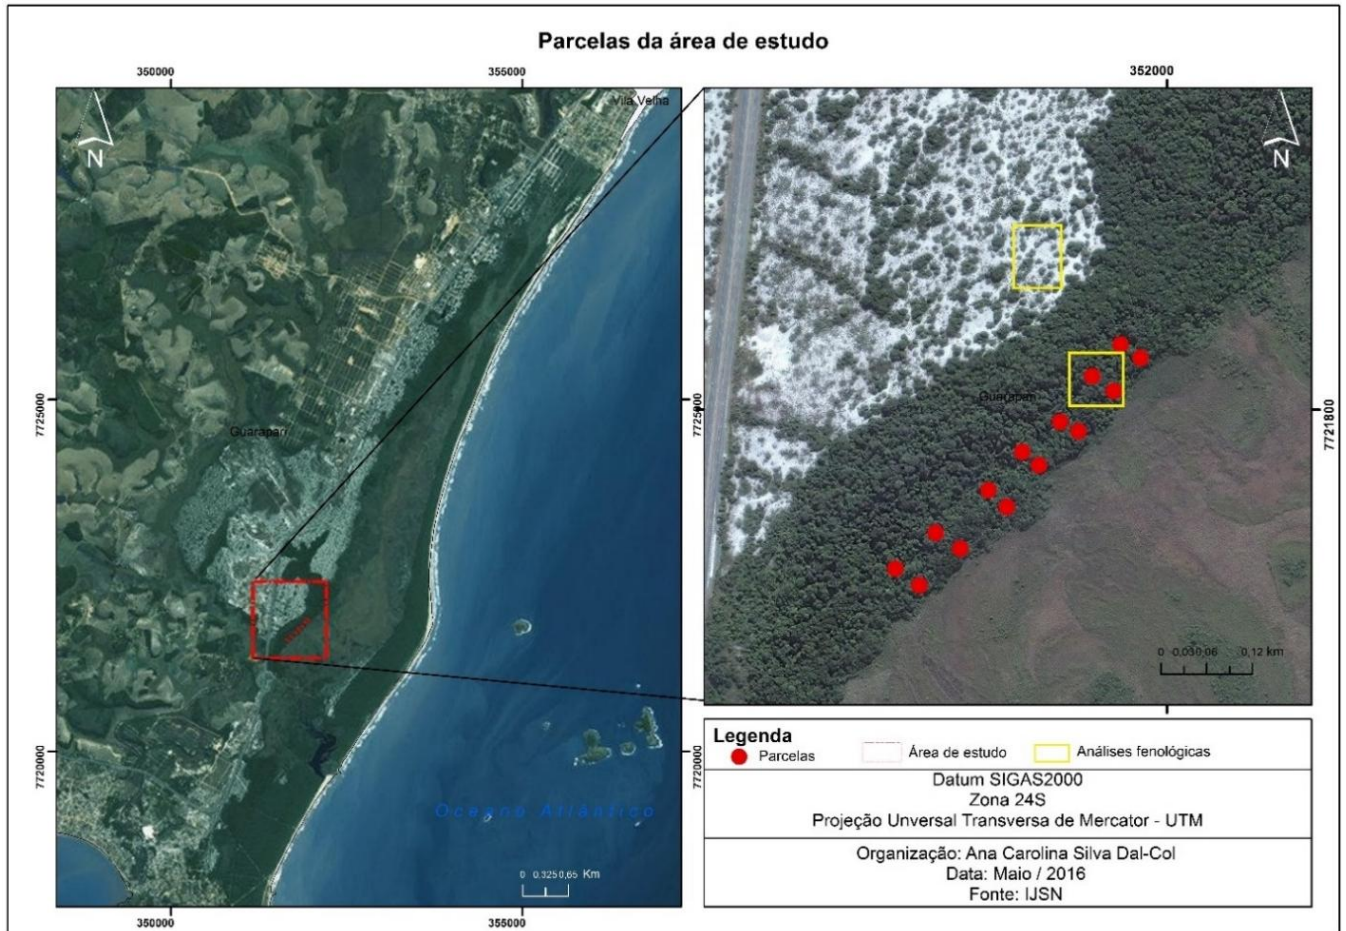 Parcelas da área de estudo
350000
355000
352000
Vila Velha
N
N
7725000
7725000
Guarapari
Guarapari
7721800
0 0,030,06 0,12 km
7720000
7720000
Oceano Atlântico
0 0,3250,65 Km
350000
355000
Legenda
Parcelas
Área de estudo
Análises fenológicas
Datum SIGAS2000
Zona 24S
Projeção Unversal Transversa de Mercator - UTM
Organização: Ana Carolina Silva Dal-Col
Data: Maio / 2016
Fonte: IJSN